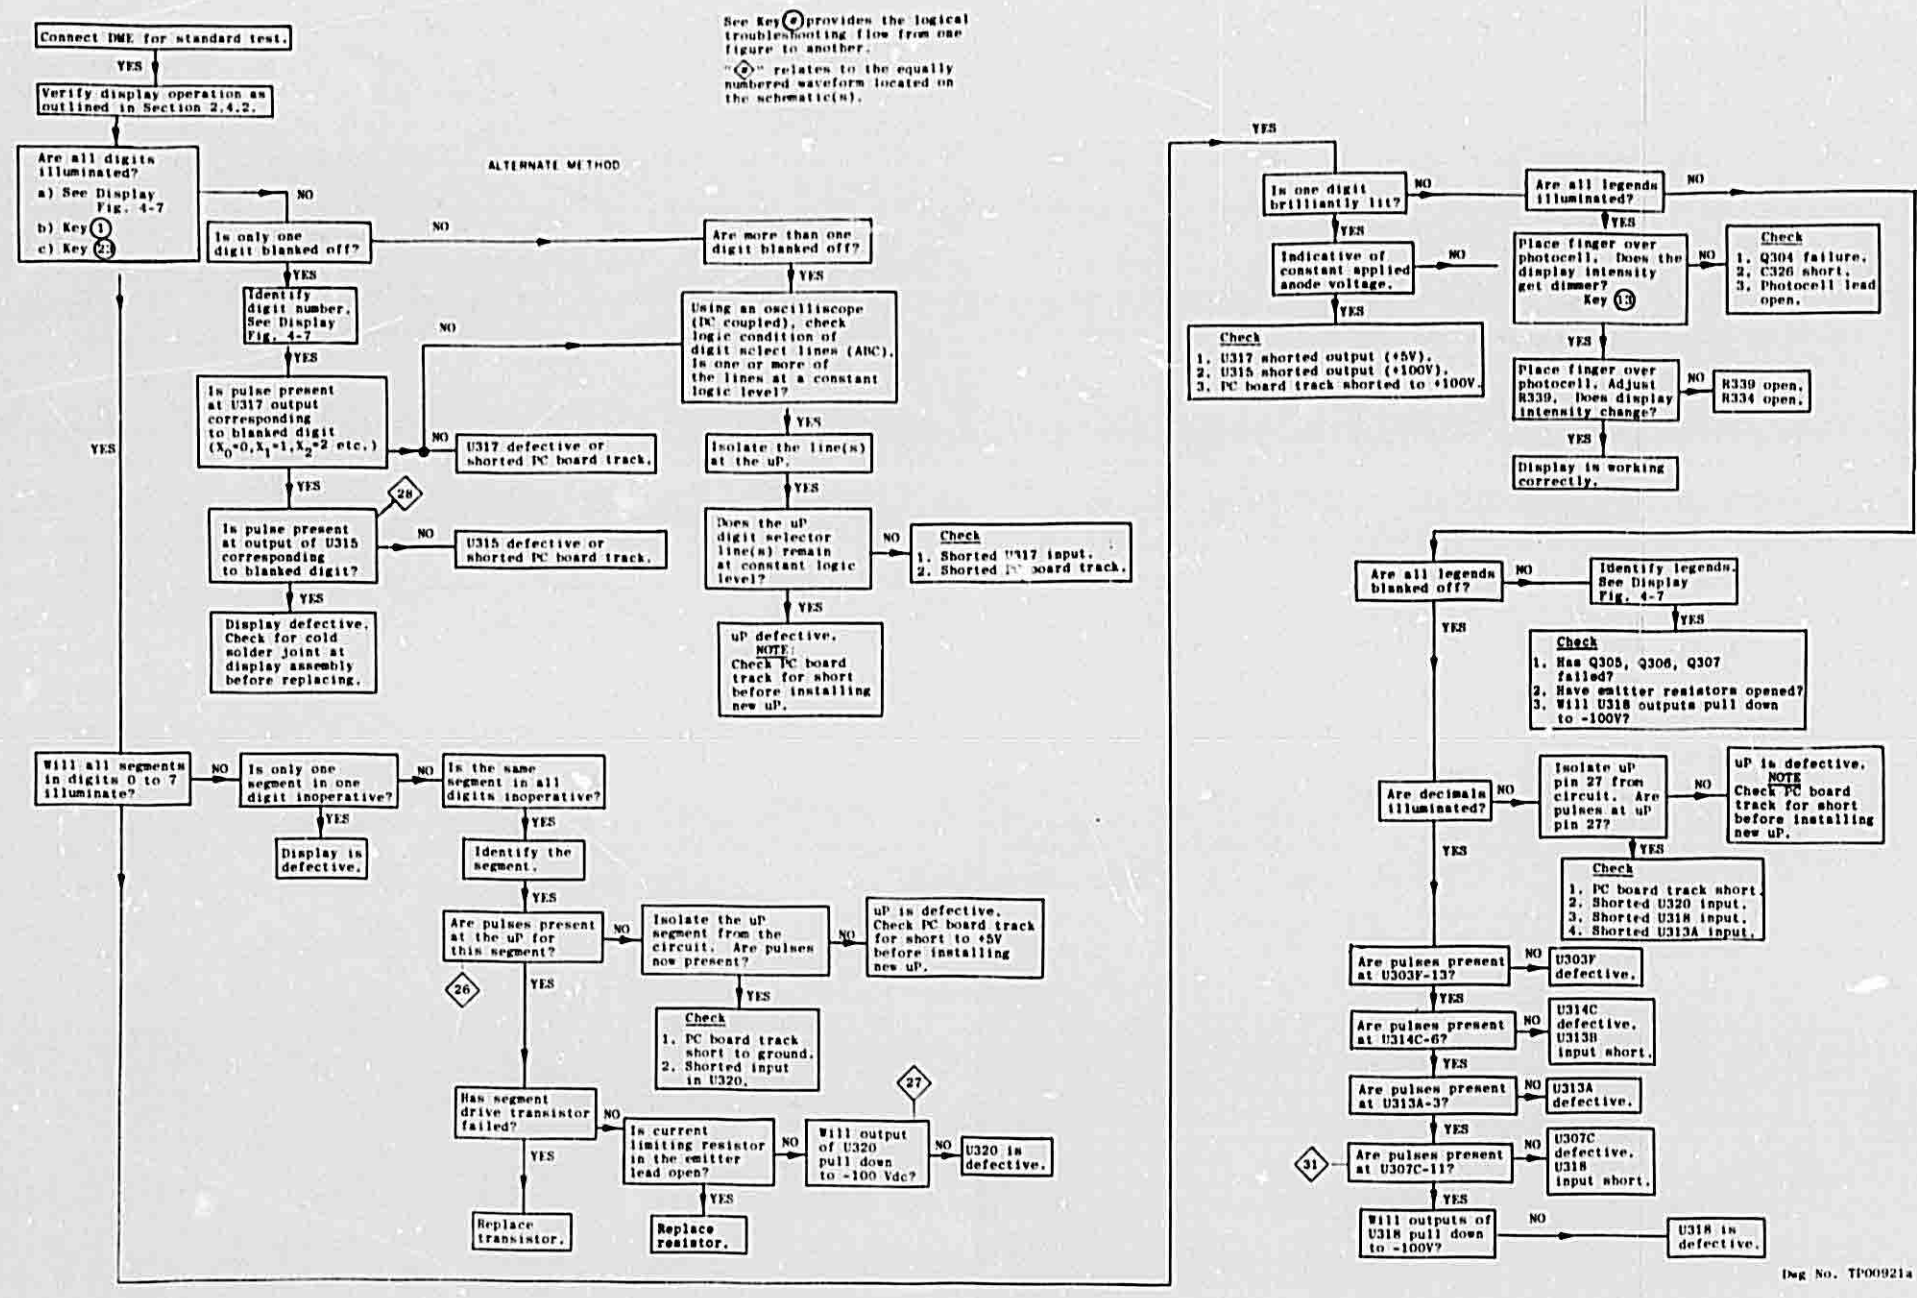 See Key # provides the logical
troubleshooting flow from one
figure to another.
"#" relates to the equally
numbered waveform located on
the schematic(s).
Connect DME for standard test.
YES
Verify display operation as
outlined in Section 2.4.2.
Are all digits
illuminated?
a) See Display
Fig. 4-7
b) Key 1
c) Key
NO
YES
ALTERNATE METHOD
Is only one
digit blanked off?
NO
YES
Identify
digit number.
See Display
Fig. 4-7
YES
Is pulse present
at U317 output
corresponding
to blanked digit
(X0=0,X1=1,X2=2 etc.)
NO
NO
U317 defective or
shorted PC board track.
YES
28
Is pulse present
at output of U315
corresponding
to blanked digit?
NO
U315 defective or
shorted PC board track.
YES
Display defective.
Check for cold
solder joint at
display assembly
before replacing.
Are more than one
digit blanked off?
YES
Using an oscilliscope
(DC coupled), check
logic condition of
digit select lines (ABC).
Is one or more of
the lines at a constant
logic level?
YES
Isolate the line(s)
at the uP.
YES
Does the uP
digit selector
line(s) remain
at constant logic
level?
NO
Check
1. Shorted U317 input.
2. Shorted PC board track.
YES
uP defective.
NOTE:
Check PC board
track for short
before installing
new uP.
Will all segments
in digits 0 to 7
illuminate?
NO
Is only one
segment in one
digit inoperative?
NO
Is the same
segment in all
digits inoperative?
YES
Display is
defective.
YES
Identify the
segment.
YES
Are pulses present
at the uP for
this segment?
26
NO
Isolate the uP
segment from the
circuit. Are pulses
now present?
NO
uP is defective.
Check PC board track
for short to +5V
before installing
new uP.
YES
YES
Check
1. PC board track
short to ground.
2. Shorted input
in U320.
Has segment
drive transistor
failed?
NO
Is current
limiting resistor
in the emitter
lead open?
NO
27
Will output
of U320
pull down
to -100 Vdc?
NO
U320 is
defective.
YES
Replace
transistor.
YES
Replace
resistor.
YES
Is one digit
brilliantly lit?
NO
Are all legends
illuminated?
NO
YES
Indicative of
constant applied
anode voltage.
NO
YES
Check
1. U317 shorted output (+5V).
2. U315 shorted output (+100V).
3. PC board track shorted to +100V.
YES
Place finger over
photocell. Does the
display intensity
get dimmer?
Key 13
NO
Check
1. Q304 failure.
2. C326 short.
3. Photocell lead
open.
YES
Place finger over
photocell. Adjust
R339. Does display
intensity change?
NO
R339 open.
R334 open.
YES
Display is working
correctly.
Are all legends
blanked off?
NO
Identify legends.
See Display
Fig. 4-7
YES
Check
1. Has Q305, Q306, Q307
failed?
2. Have emitter resistors opened?
3. Will U318 outputs pull down
to -100V?
YES
Are decimals
illuminated?
NO
Isolate uP
pin 27 from
circuit. Are
pulses at uP
pin 27?
NO
uP is defective.
NOTE
Check PC board
track for short
before installing
new uP.
YES
Check
1. PC board track short.
2. Shorted U320 input.
3. Shorted U318 input.
4. Shorted U313A input.
YES
Are pulses present
at U303F-13?
NO
U303F
defective.
YES
Are pulses present
at U314C-6?
NO
U314C
defective.
U313B
input short.
YES
Are pulses present
at U313A-3?
NO
U313A
defective.
YES
31
Are pulses present
at U307C-11?
NO
U307C
defective.
U318
input short.
YES
Will outputs of
U318 pull down
to -100V?
NO
U318 is
defective.
Dwg No. TP00921a